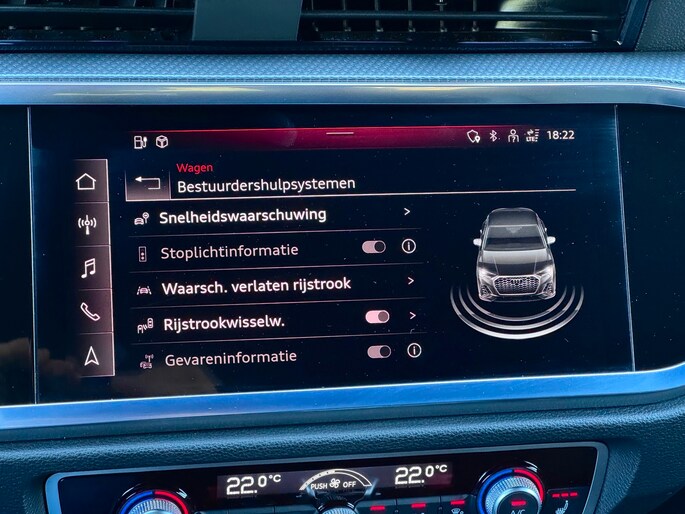 18:22
Wagen
Bestuurdershulpsystemen
Snelheidswaarschuwing
Stoplichtinformatie
Waarsch. verlaten rijstrook
Rijstrookwisselw.
Gevareninformatie
22.0°C
PUSH OFF
22.0°C
A/C